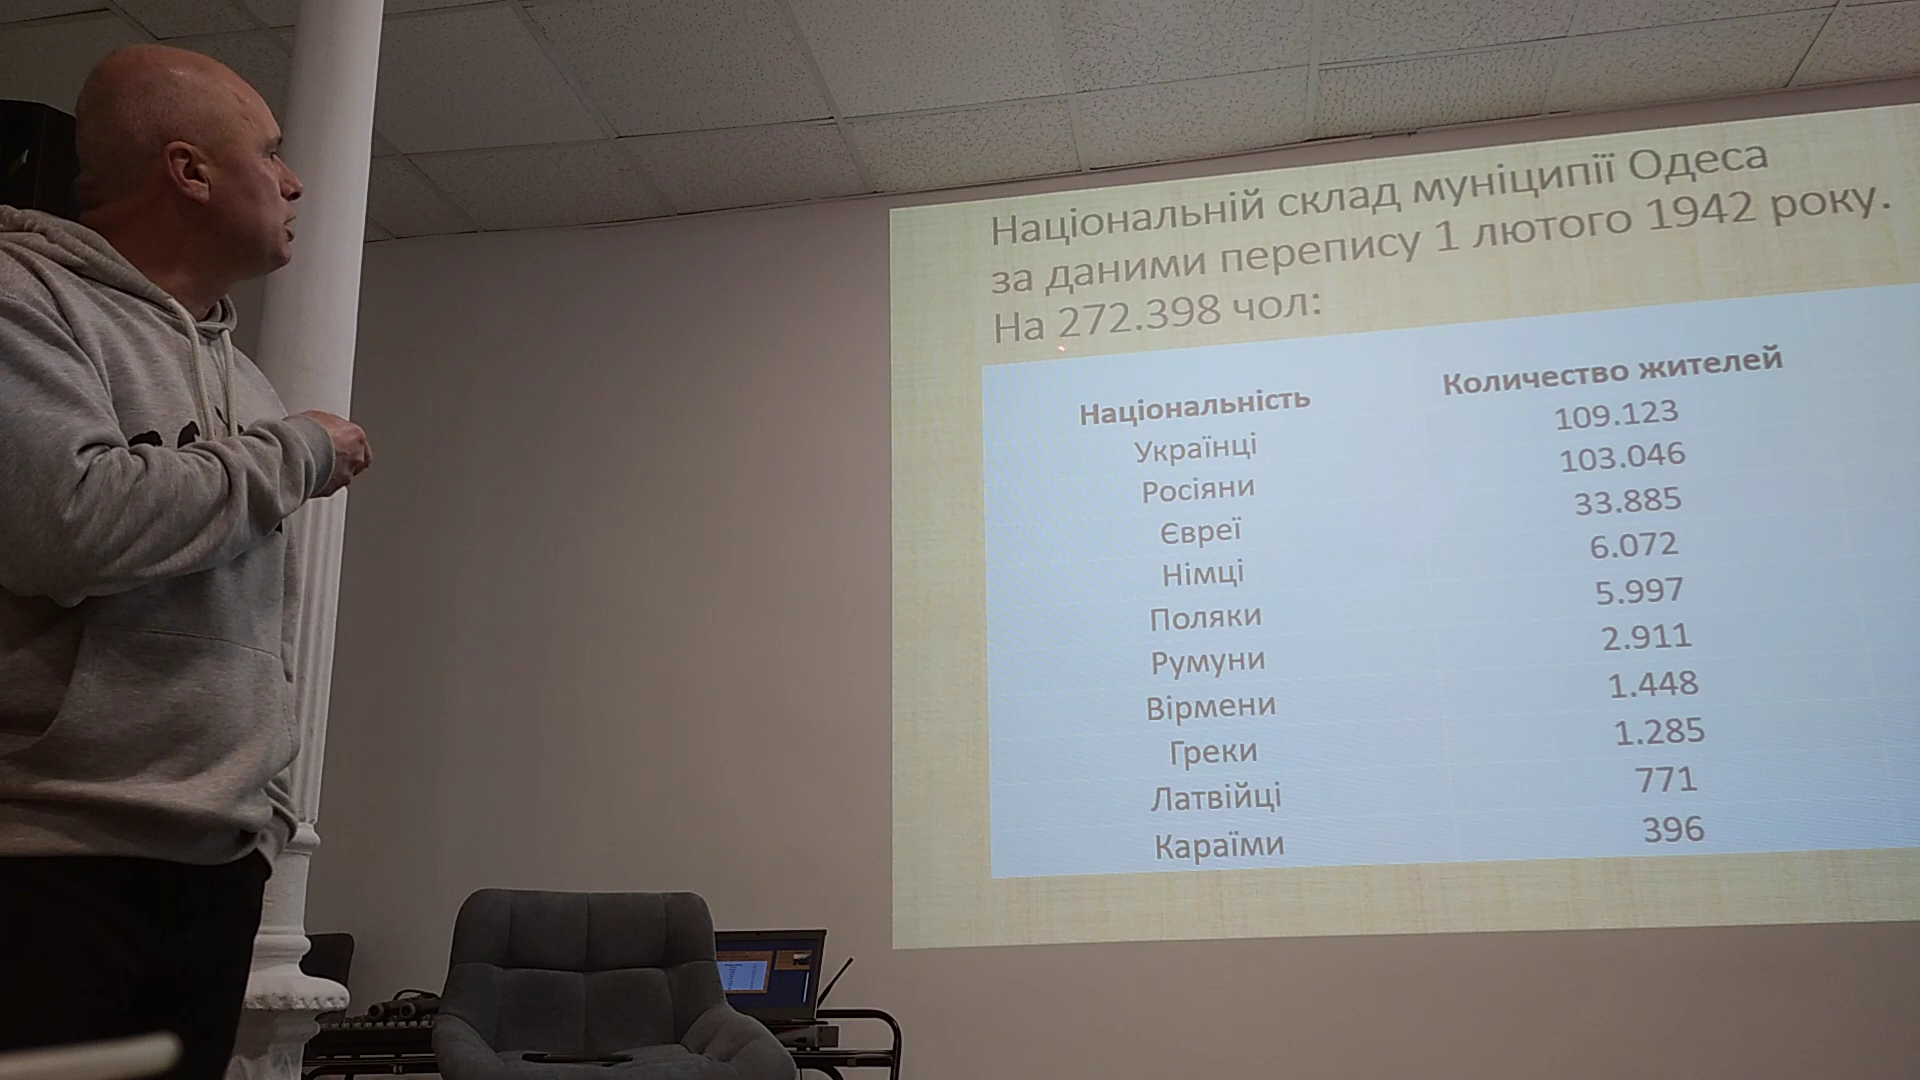 Національній склад муніципії Одеса
за даними перепису 1 лютого 1942 року.
На 272.398 чол:
Національність Количество жителей
Українці 109.123
Росіяни 103.046
Євреї 33.885
Німці 6.072
Поляки 5.997
Румуни 2.911
Вірмени 1.448
Греки 1.285
Латвійці 771
Караїми 396